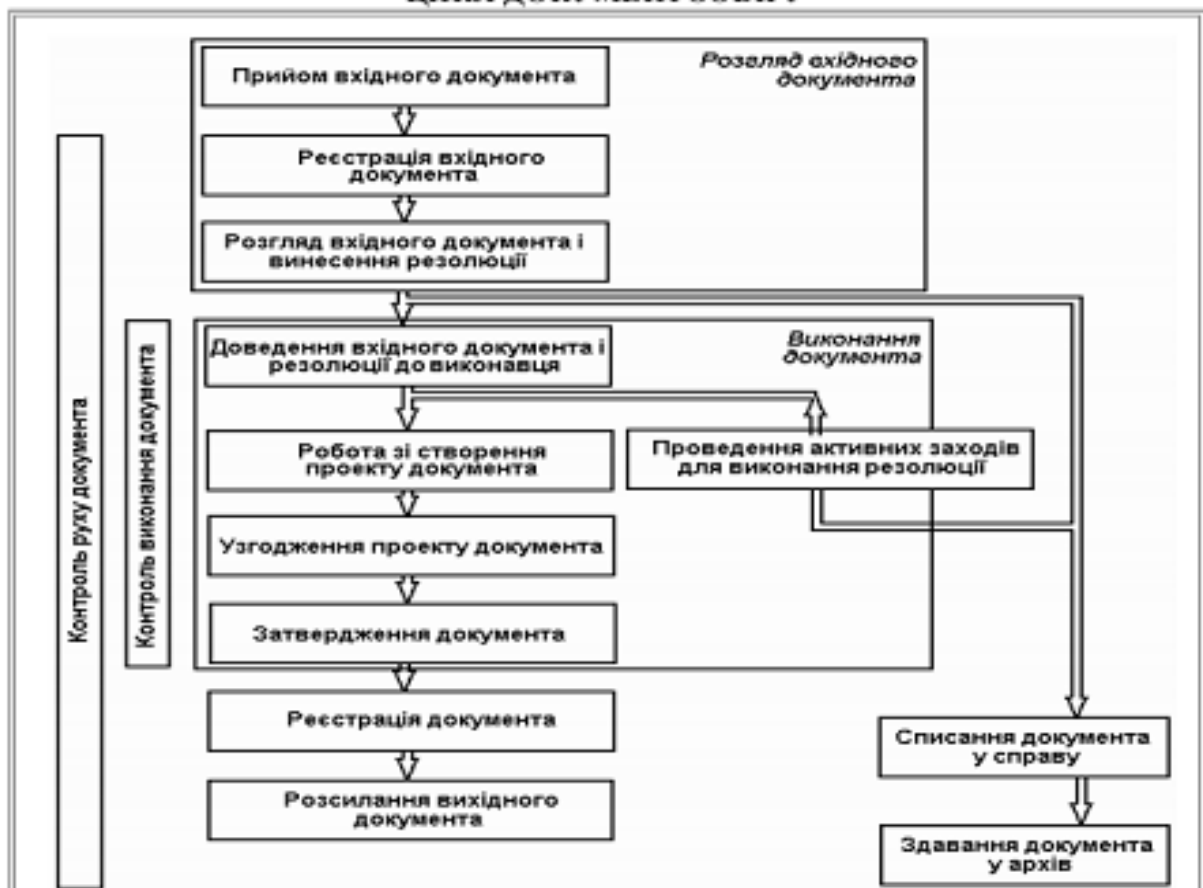 Прийом вхідного документа
Розгляд вхідного
документа
Реєстрація вхідного
документа
Розгляд вхідного документа і
винесення резолюції
Доведення вхідного документа і
резолюції до виконавця
Виконання
документа
Робота зі створення
проекту документа
Проведення активних заходів
для виконання резолюції
Узгодження проекту документа
Затвердження документа
Реєстрація документа
Розсилання вихідного
документа
Списання документа
у справу
Здавання документа
у архів
Контроль руху документа
Контроль виконання документа